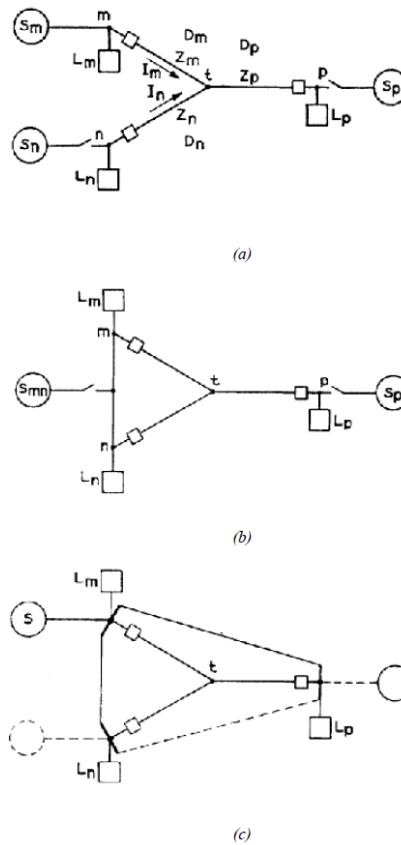 Sm m Dm Dp
Lm Zm Im t Zp p Sp
In Zn Lp
Sn n Dn
Ln
(a)
Lm
m
Smn t p Sp
n Lp
Ln
(b)
Lm
S
t
Lp
Ln
(c)